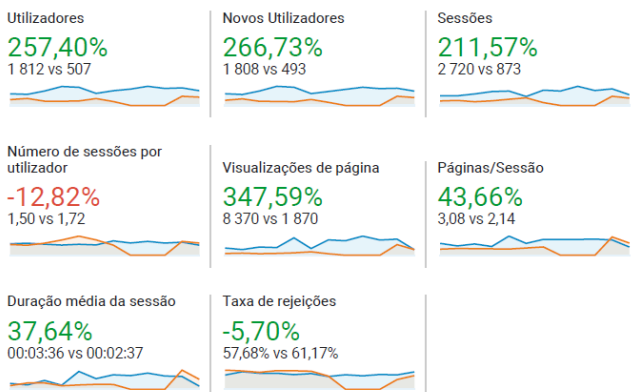 Utilizadores
257,40%
1 812 vs 507
Novos Utilizadores
266,73%
1 808 vs 493
Sessões
211,57%
2 720 vs 873
Número de sessões por
utilizador
-12,82%
1,50 vs 1,72
Visualizações de página
347,59%
8 370 vs 1 870
Páginas/Sessão
43,66%
3,08 vs 2,14
Duração média da sessão
37,64%
00:03:36 vs 00:02:37
Taxa de rejeições
-5,70%
57,68% vs 61,17%